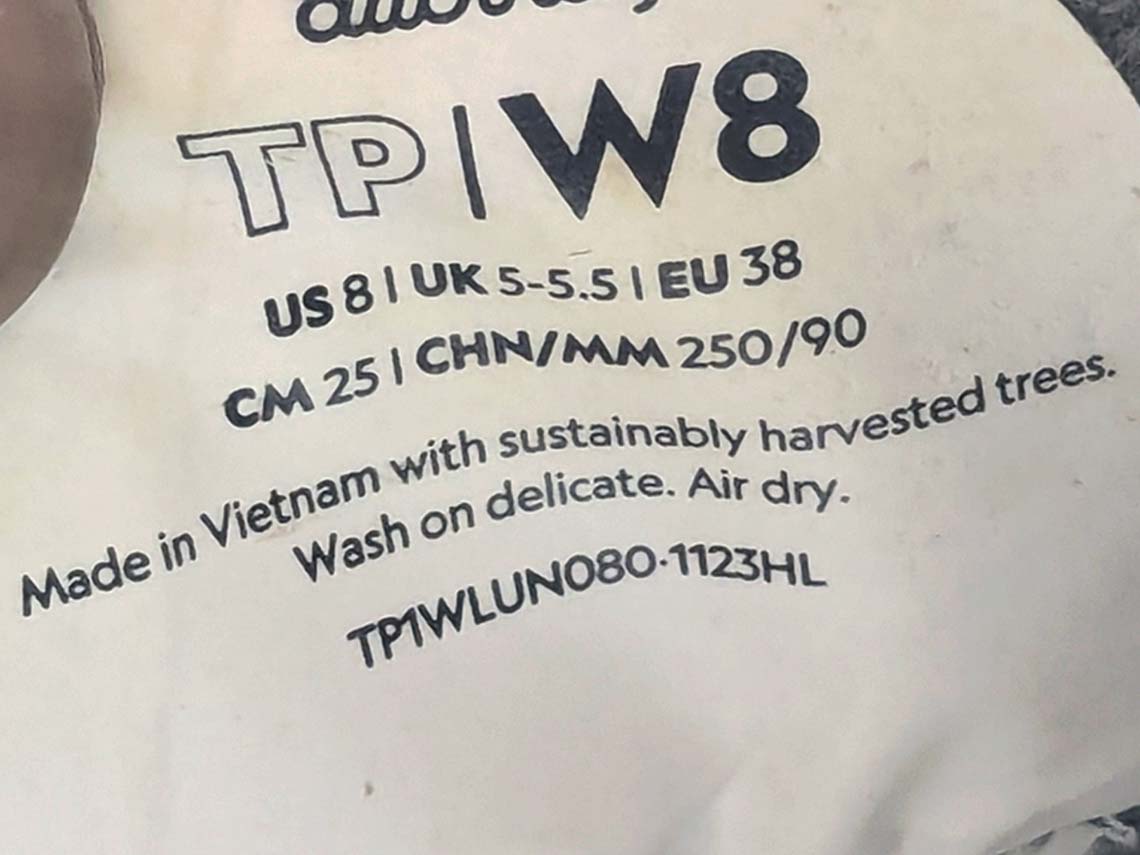 TP|W8
US 8 | UK 5-5.5 | EU 38
CM 25 | CHN/MM 250/90
Made in Vietnam with sustainably harvested trees.
Wash on delicate. Air dry.
TP1WLUN080·1123HL